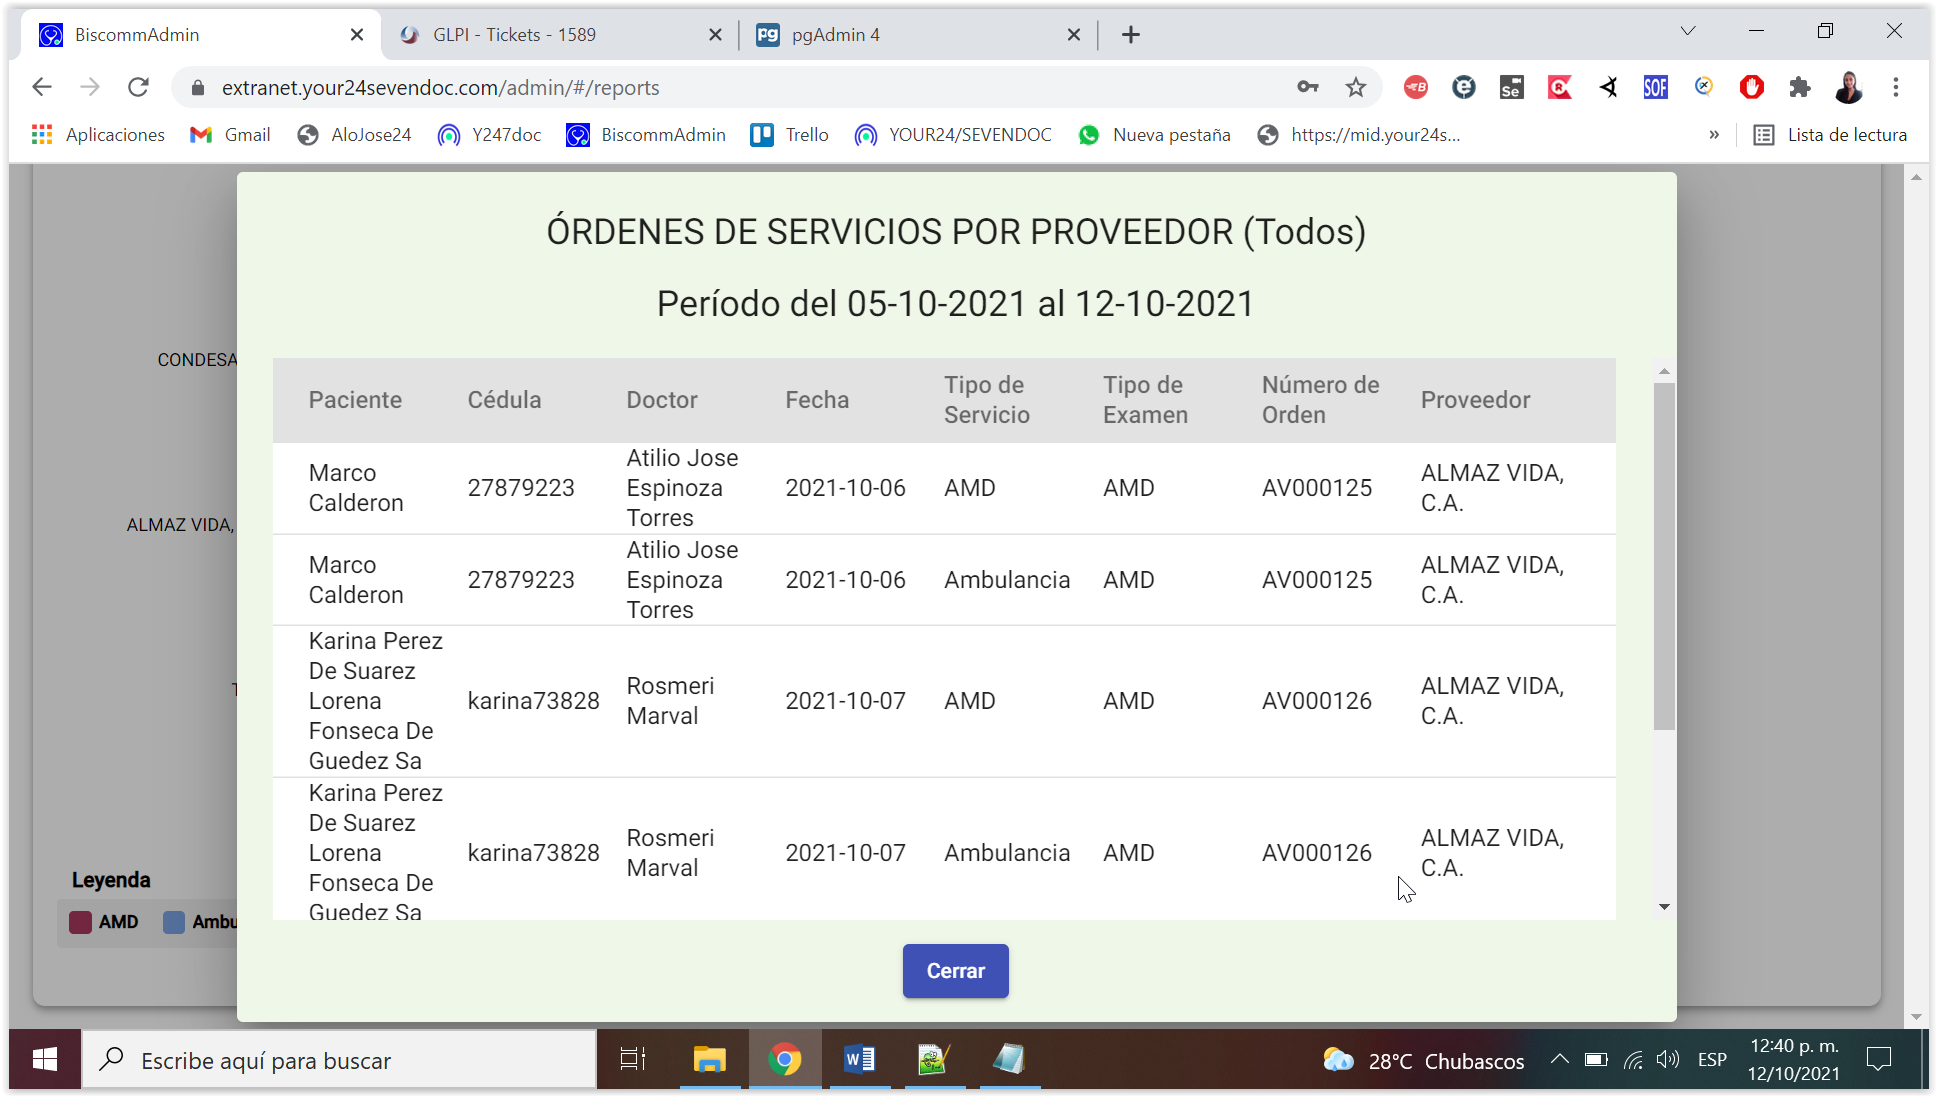 BiscommAdmin
GLPI - Tickets - 1589
pgAdmin 4
extranet.your24sevendoc.com/admin/#/reports
Aplicaciones
Gmail
AloJose24
Y247doc
BiscommAdmin
Trello
YOUR24/SEVENDOC
Nueva pestaña
https://mid.your24s...
»
Lista de lectura
ÓRDENES DE SERVICIOS POR PROVEEDOR (Todos)
Período del 05-10-2021 al 12-10-2021
CONDESA
ALMAZ VIDA,
Paciente
Cédula
Doctor
Fecha
Tipo de
Servicio
Tipo de
Examen
Número de
Orden
Proveedor
Marco
Calderon
27879223
Atilio Jose
Espinoza
Torres
2021-10-06
AMD
AMD
AV000125
ALMAZ VIDA,
C.A.
Marco
Calderon
27879223
Atilio Jose
Espinoza
Torres
2021-10-06
Ambulancia
AMD
AV000125
ALMAZ VIDA,
C.A.
Karina Perez
De Suarez
Lorena
Fonseca De
Guedez Sa
karina73828
Rosmeri
Marval
2021-10-07
AMD
AMD
AV000126
ALMAZ VIDA,
C.A.
Karina Perez
De Suarez
Lorena
Fonseca De
Guedez Sa
karina73828
Rosmeri
Marval
2021-10-07
Ambulancia
AMD
AV000126
ALMAZ VIDA,
C.A.
Leyenda
AMD
Ambu
Cerrar
Escribe aquí para buscar
28°C Chubascos
ESP
12:40 p. m.
12/10/2021